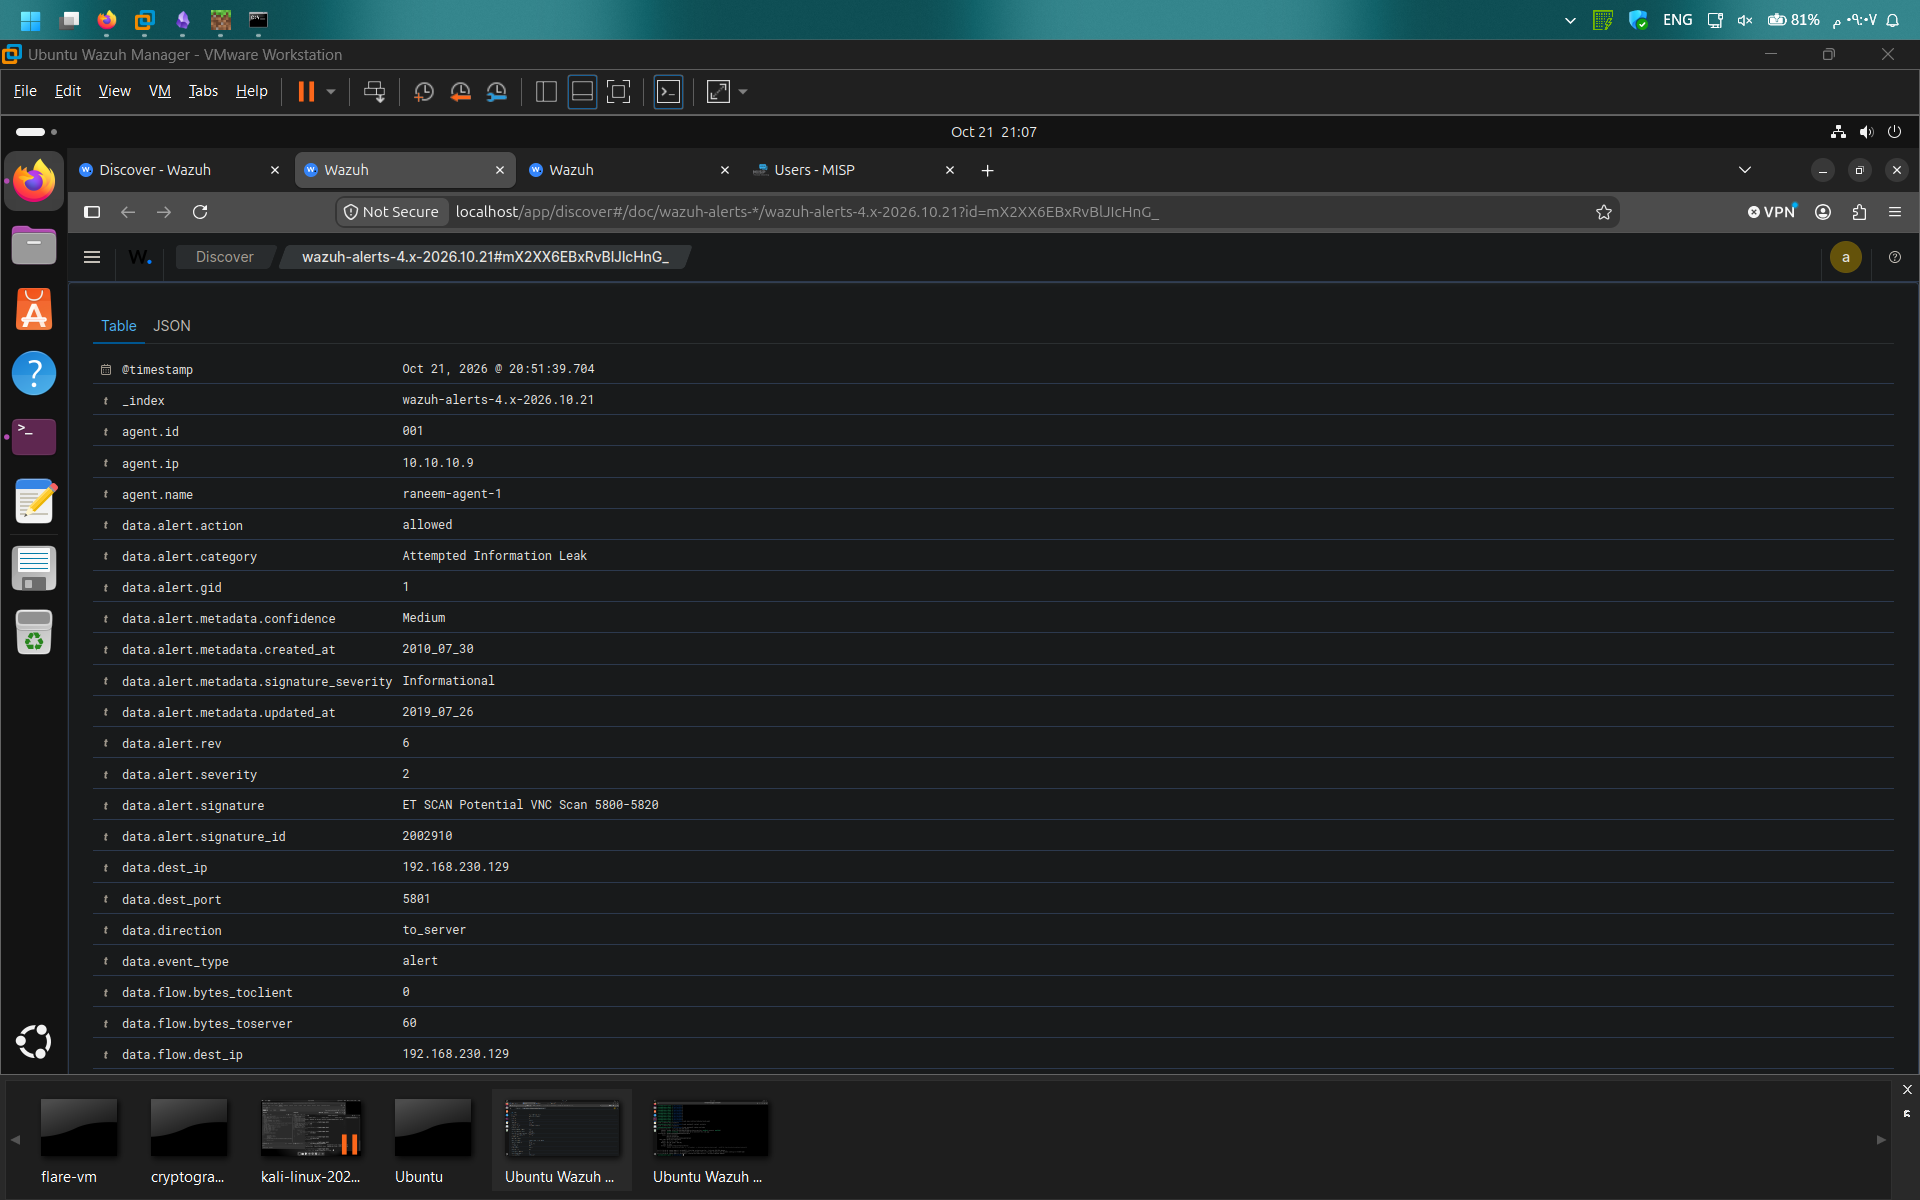 ENG
81%
٠٩:٠٧ م
Ubuntu Wazuh Manager - VMware Workstation
File Edit View VM Tabs Help
Oct 21 21:07
Discover - Wazuh
Wazuh
Wazuh
Users - MISP
Not Secure
localhost/app/discover#/doc/wazuh-alerts-*/wazuh-alerts-4.x-2026.10.21?id=mX2XX6EBxRvBlJIcHnG_
VPN
W.
Discover
wazuh-alerts-4.x-2026.10.21#mX2XX6EBxRvBlJIcHnG_
a
Table JSON
@timestamp Oct 21, 2026 @ 20:51:39.704
t _index wazuh-alerts-4.x-2026.10.21
t agent.id 001
t agent.ip 10.10.10.9
t agent.name raneem-agent-1
t data.alert.action allowed
t data.alert.category Attempted Information Leak
t data.alert.gid 1
t data.alert.metadata.confidence Medium
t data.alert.metadata.created_at 2010_07_30
t data.alert.metadata.signature_severity Informational
t data.alert.metadata.updated_at 2019_07_26
t data.alert.rev 6
t data.alert.severity 2
t data.alert.signature ET SCAN Potential VNC Scan 5800-5820
t data.alert.signature_id 2002910
t data.dest_ip 192.168.230.129
t data.dest_port 5801
t data.direction to_server
t data.event_type alert
t data.flow.bytes_toclient 0
t data.flow.bytes_toserver 60
t data.flow.dest_ip 192.168.230.129
flare-vm
cryptogra...
kali-linux-202...
Ubuntu
Ubuntu Wazuh ...
Ubuntu Wazuh ...